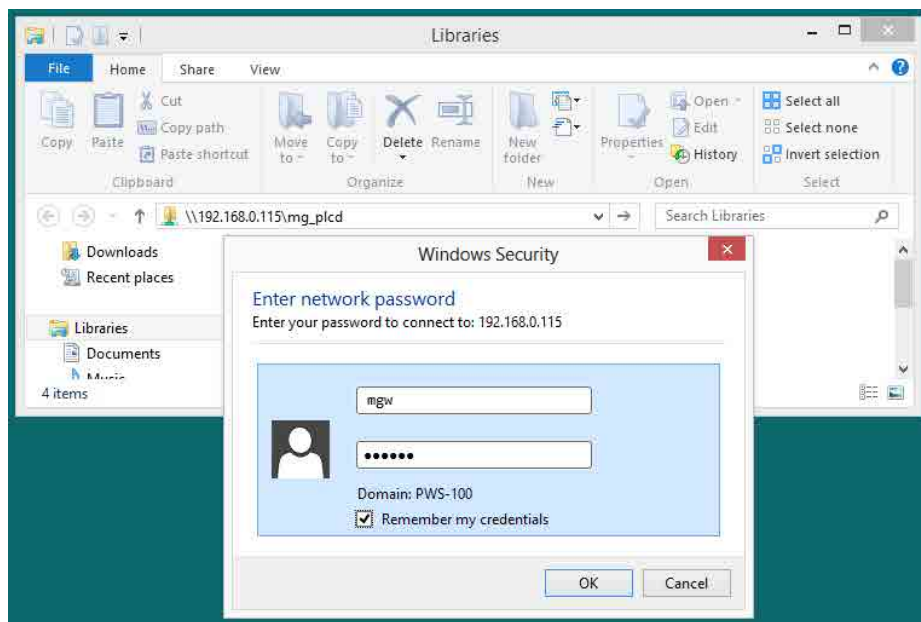 Libraries
File Home Share View
Copy
Paste
Cut
Copy path
Paste shortcut
Clipboard
Move to
Copy to
Delete
Rename
Organize
New folder
New
Properties
Open
Edit
History
Open
Select all
Select none
Invert selection
Select
\\192.168.0.115\mg_plcd
Search Libraries
Downloads
Recent places
Libraries
Documents
Music
4 items
Windows Security
Enter network password
Enter your password to connect to: 192.168.0.115
mgw
••••••
Domain: PWS-100
Remember my credentials
OK Cancel